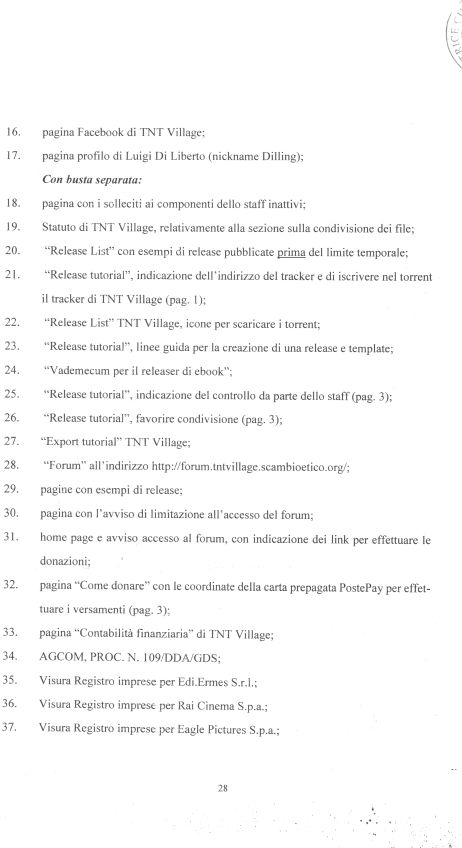 16. pagina Facebook di TNT Village;
17. pagina profilo di Luigi Di Liberto (nickname Dilling);
Con busta separata:
18. pagina con i solleciti ai componenti dello staff inattivi;
19. Statuto di TNT Village, relativamente alla sezione sulla condivisione dei file;
20. “Release List” con esempi di release pubblicate prima del limite temporale;
21. “Release tutorial”, indicazione dell'indirizzo del tracker e di iscrivere nel torrent
il tracker di TNT Village (pag. 1);
22. “Release List” TNT Village, icone per scaricare i torrent;
23. “Release tutorial”, linee guida per la creazione di una release e template;
24. “Vademecum per il releaser di ebook”;
25. “Release tutorial”, indicazione del controllo da parte dello staff (pag. 3);
26. “Release tutorial”, favorire condivisione (pag. 3);
27. “Export tutorial” TNT Village;
28. “Forum” all'indirizzo http://forum.tntvillage.scambioetico.org/;
29. pagine con esempi di release;
30. pagina con l'avviso di limitazione all'accesso del forum;
31. home page e avviso accesso al forum, con indicazione dei link per effettuare le
donazioni;
32. pagina “Come donare” con le coordinate della carta prepagata PostePay per effet-
tuare i versamenti (pag. 3);
33. pagina “Contabilità finanziaria” di TNT Village;
34. AGCOM, PROC. N. 109/DDA/GDS;
35. Visura Registro imprese per Edi.Ermes S.r.l.;
36. Visura Registro imprese per Rai Cinema S.p.a.;
37. Visura Registro imprese per Eagle Pictures S.p.a.;
28